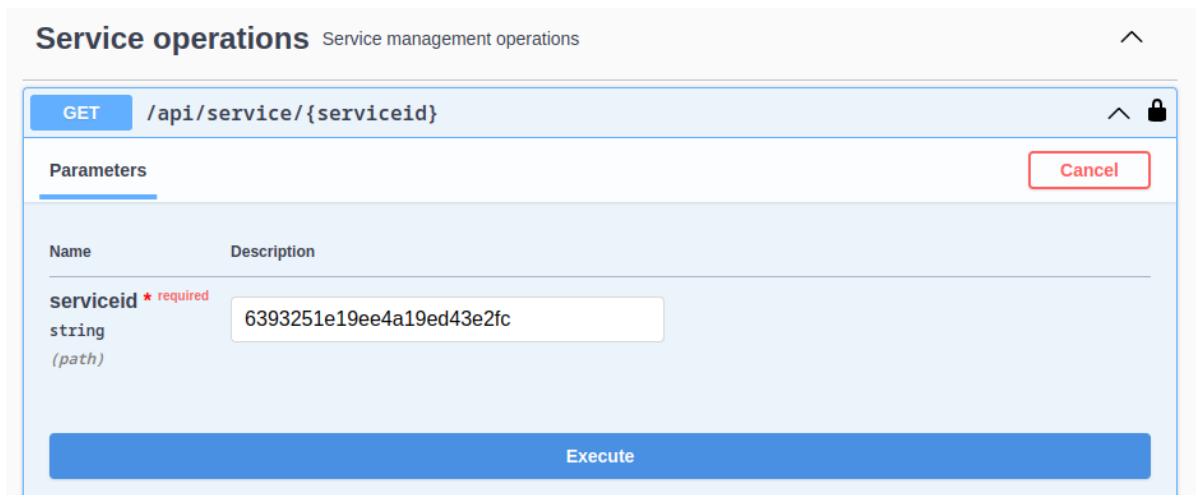 Service operations Service management operations
GET /api/service/{serviceid}
Parameters Cancel
Name Description
serviceid * required
6393251e19ee4a19ed43e2fc
string
(path)
Execute